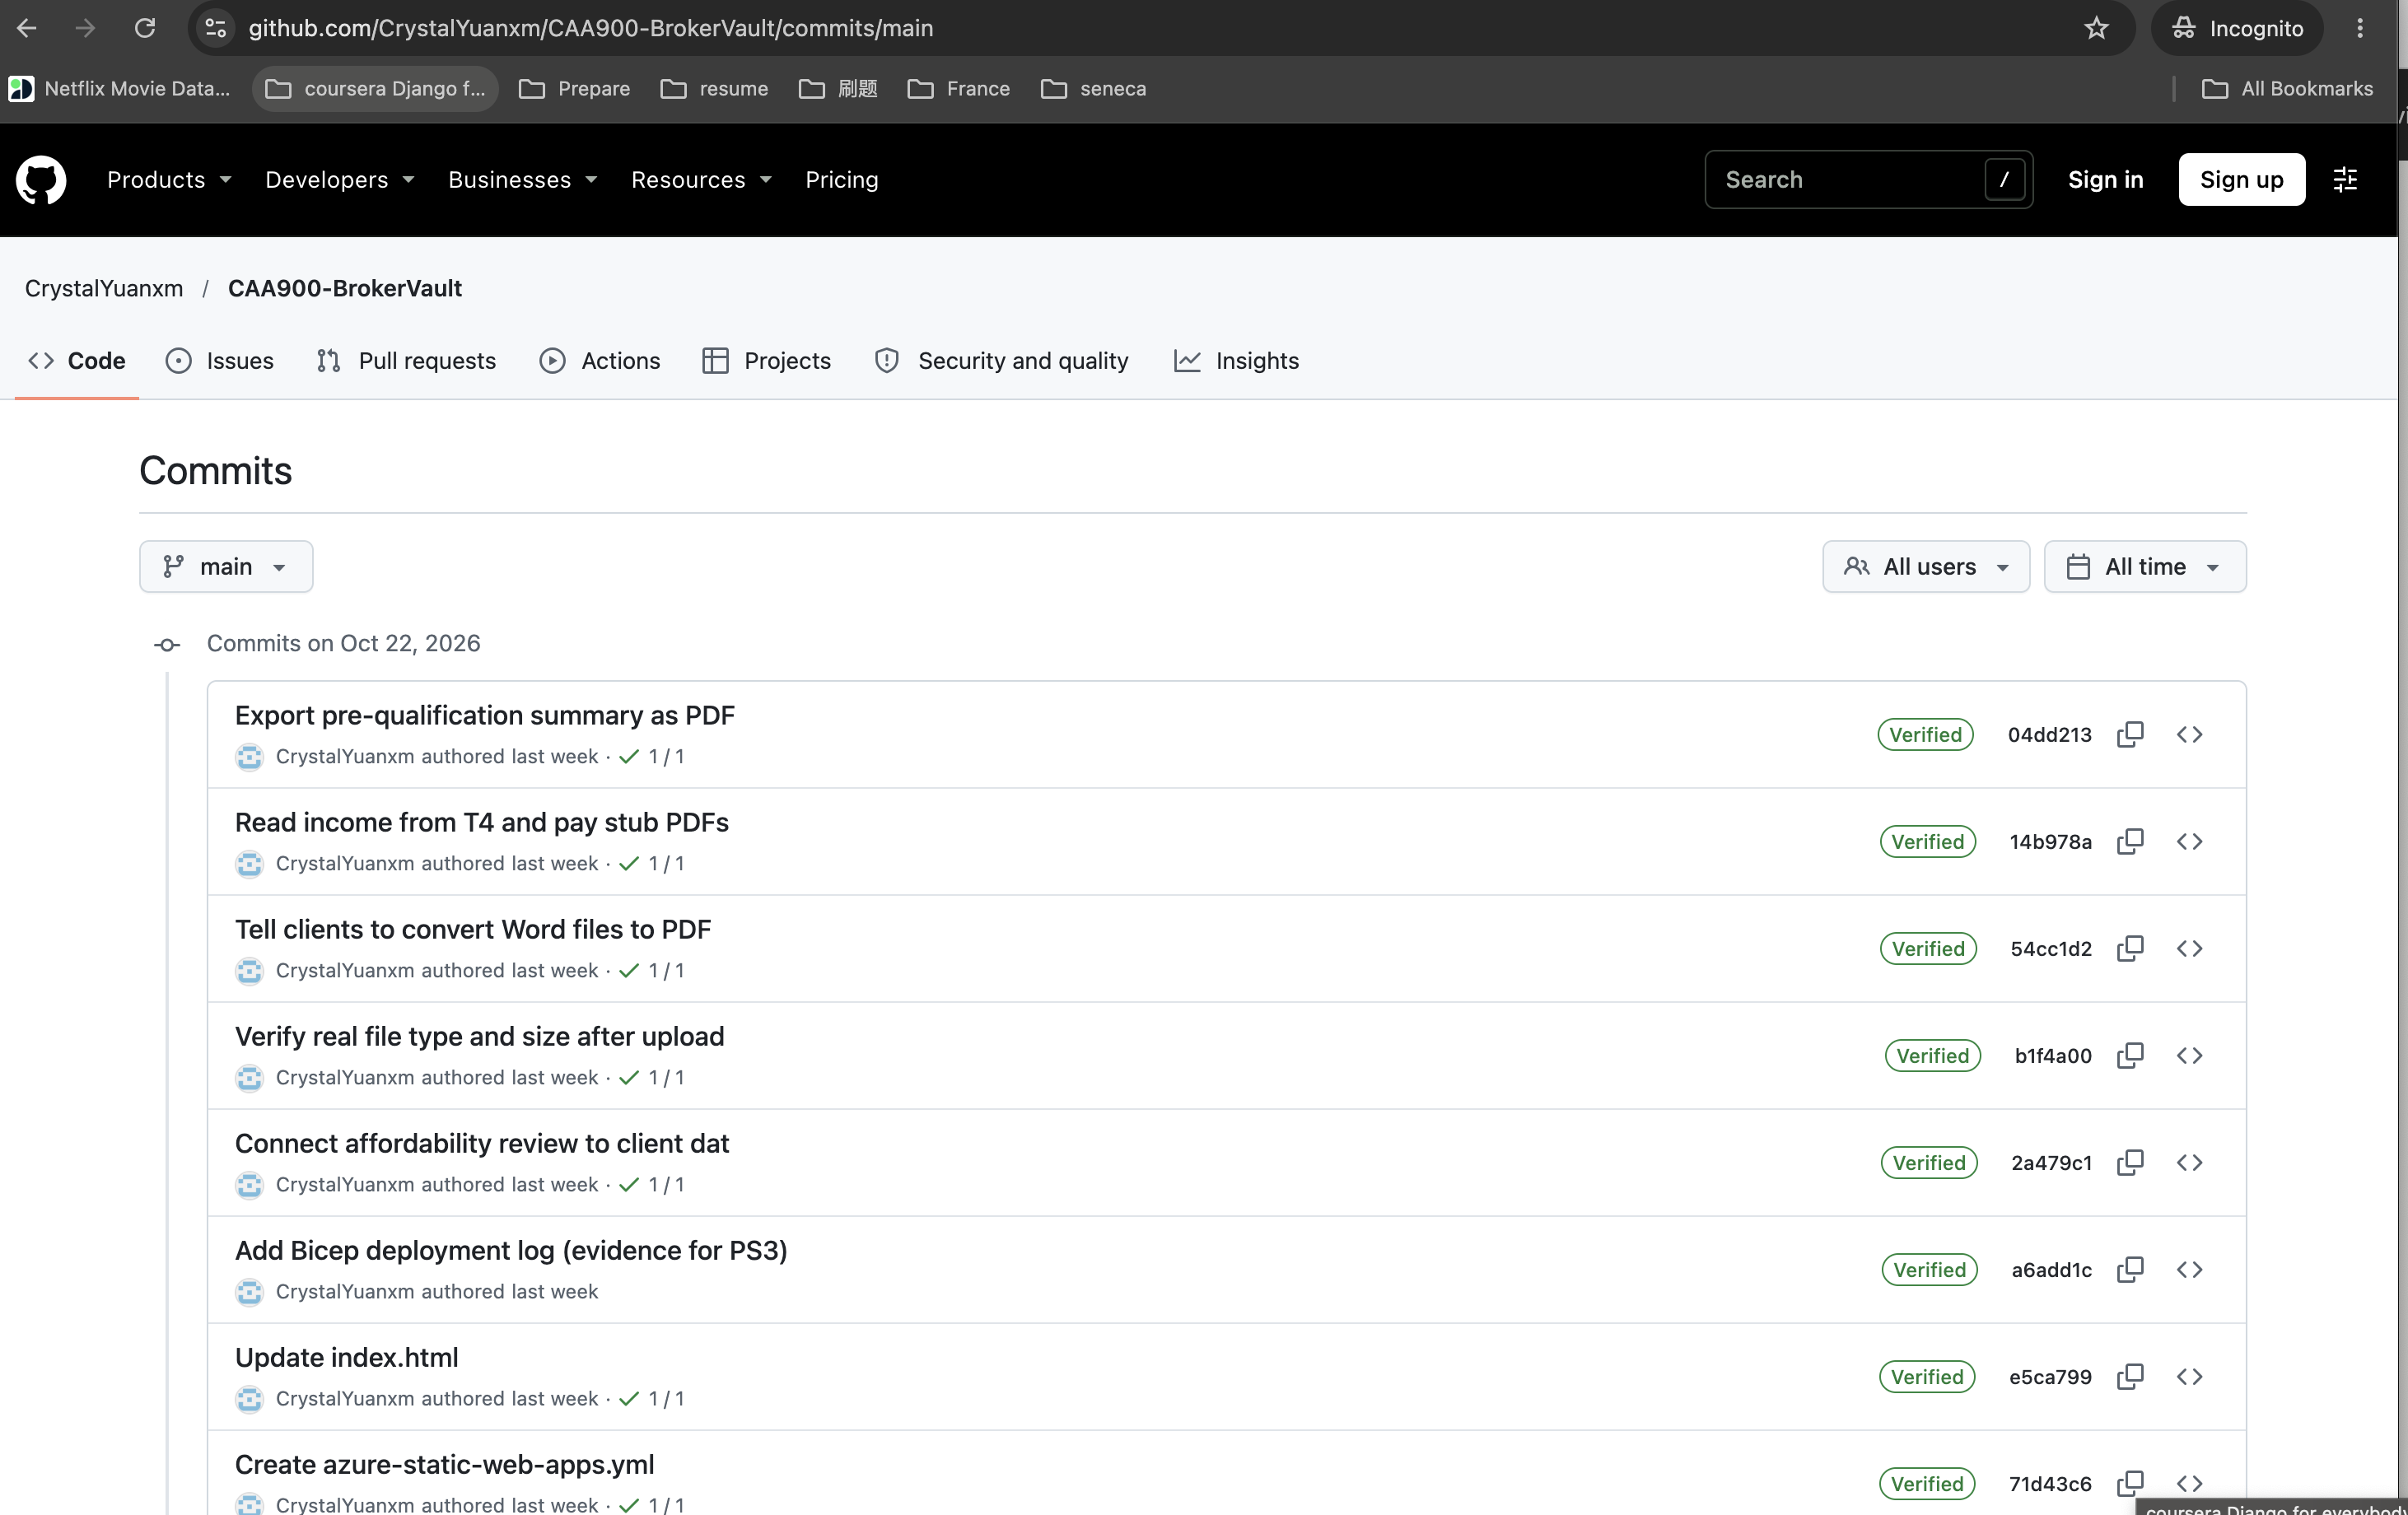 github.com/CrystalYuanxm/CAA900-BrokerVault/commits/main
Incognito
Netflix Movie Data...
coursera Django f...
Prepare
resume
刷题
France
seneca
All Bookmarks
Products
Developers
Businesses
Resources
Pricing
Search
/
Sign in
Sign up
CrystalYuanxm / CAA900-BrokerVault
Code
Issues
Pull requests
Actions
Projects
Security and quality
Insights
Commits
main
All users
All time
Commits on Oct 22, 2026
Export pre-qualification summary as PDF
CrystalYuanxm authored last week · 1 / 1
Verified
04dd213
Read income from T4 and pay stub PDFs
CrystalYuanxm authored last week · 1 / 1
Verified
14b978a
Tell clients to convert Word files to PDF
CrystalYuanxm authored last week · 1 / 1
Verified
54cc1d2
Verify real file type and size after upload
CrystalYuanxm authored last week · 1 / 1
Verified
b1f4a00
Connect affordability review to client dat
CrystalYuanxm authored last week · 1 / 1
Verified
2a479c1
Add Bicep deployment log (evidence for PS3)
CrystalYuanxm authored last week
Verified
a6add1c
Update index.html
CrystalYuanxm authored last week · 1 / 1
Verified
e5ca799
Create azure-static-web-apps.yml
CrystalYuanxm authored last week · 1 / 1
Verified
71d43c6
coursera Django for everybody